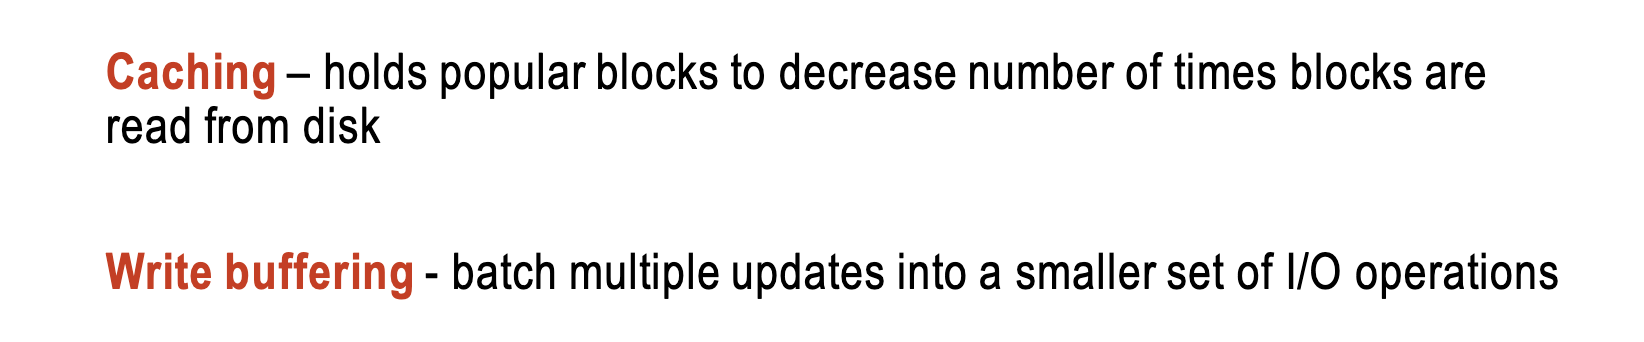 Caching – holds popular blocks to decrease number of times blocks are
read from disk
Write buffering - batch multiple updates into a smaller set of I/O operations